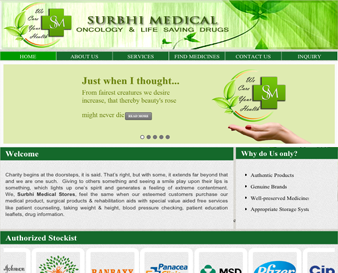 We
Care
Your
Health
SM
SURBHI MEDICAL
ONCOLOGY & LIFE SAVING DRUGS
HOME ABOUT US SERVICES FIND MEDICINES CONTACT US INQUIRY
Just when I thought...
From fairest creatures we desire
increase, that thereby beauty's rose
might never die READ MORE
We
Care
Your
Health
SM
Welcome
Charity begins at the doorsteps, it is said. That's right, but with some, it extends far beyond that
and we are one such. Giving to others something and seeing a smile play upon their lips is
something, which lights up one's spirit and generates a feeling of extreme contentment.
We, Surbhi Medical Stores, feel the same when our esteemed customers purchase our
medical product, surgical products & rehabilitation aids with special value aided free services
like patient counseling, taking weight & height, blood pressure checking, patient education
leaflets, drug information.
Why do Us only?
Authentic Products
Genuine Brands
Well-preserved Medicine
Appropriate Storage Sym
Authorized Stockist
RANBAXY
Panacea
MSD
Pfizer
Cip